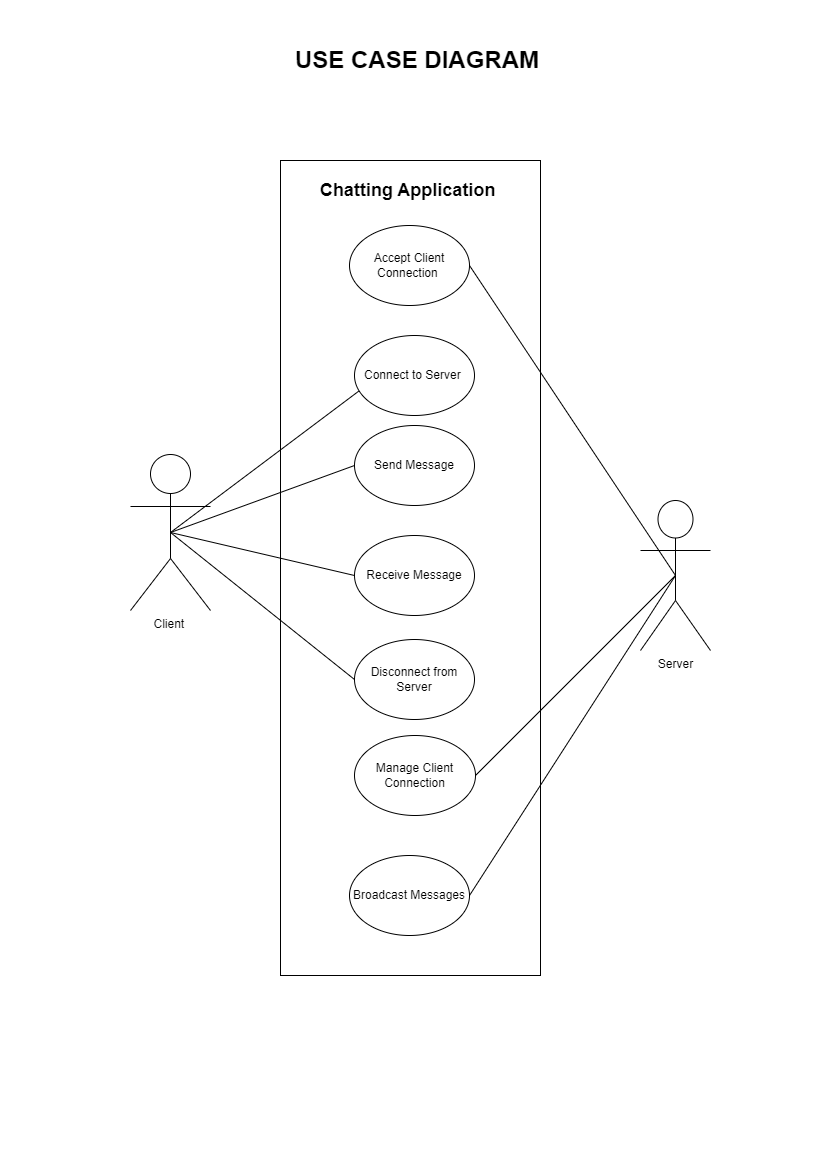 USE CASE DIAGRAM
Chatting Application
Accept Client
Connection
Connect to Server
Send Message
Receive Message
Client
Disconnect from
Server
Server
Manage Client
Connection
Broadcast Messages